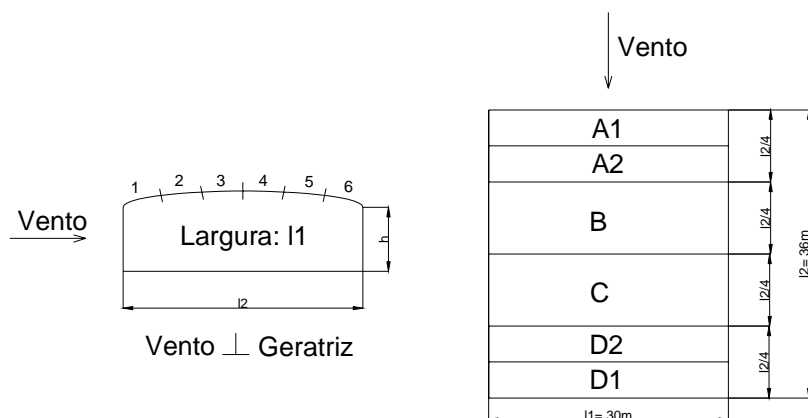 Vento
1 2 3 4 5 6
Largura: l1
h
l2
Vento ⊥ Geratriz
Vento
A1
A2
B
C
D2
D1
l2/4
l2/4
l2/4
l2/4
l2= 36m
l1= 30m